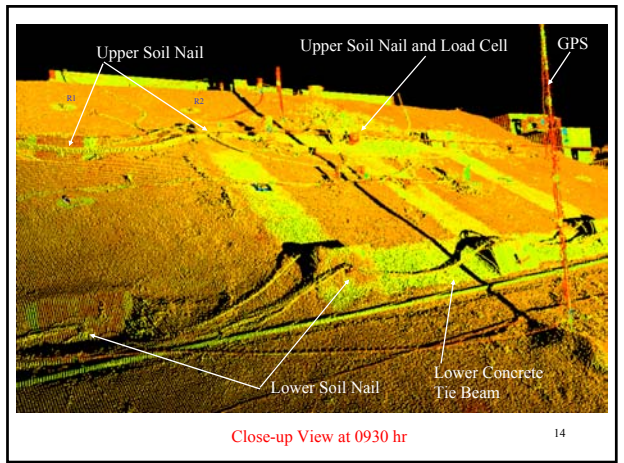 Upper Soil Nail
Upper Soil Nail and Load Cell
GPS
R1
R2
Lower Soil Nail
Lower Concrete
Tie Beam
Close-up View at 0930 hr
14